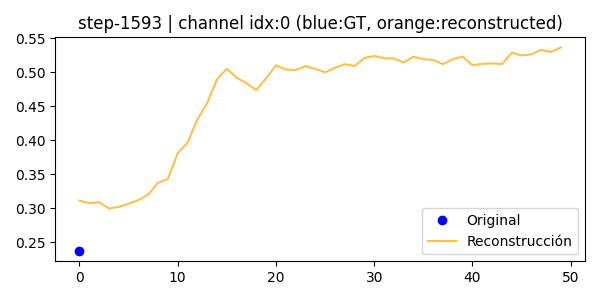 step-1593 | channel idx:0 (blue:GT, orange:reconstructed)
0.55
0.50
0.45
0.40
0.35
0.30
0.25
Original
Reconstrucción
0 10 20 30 40 50